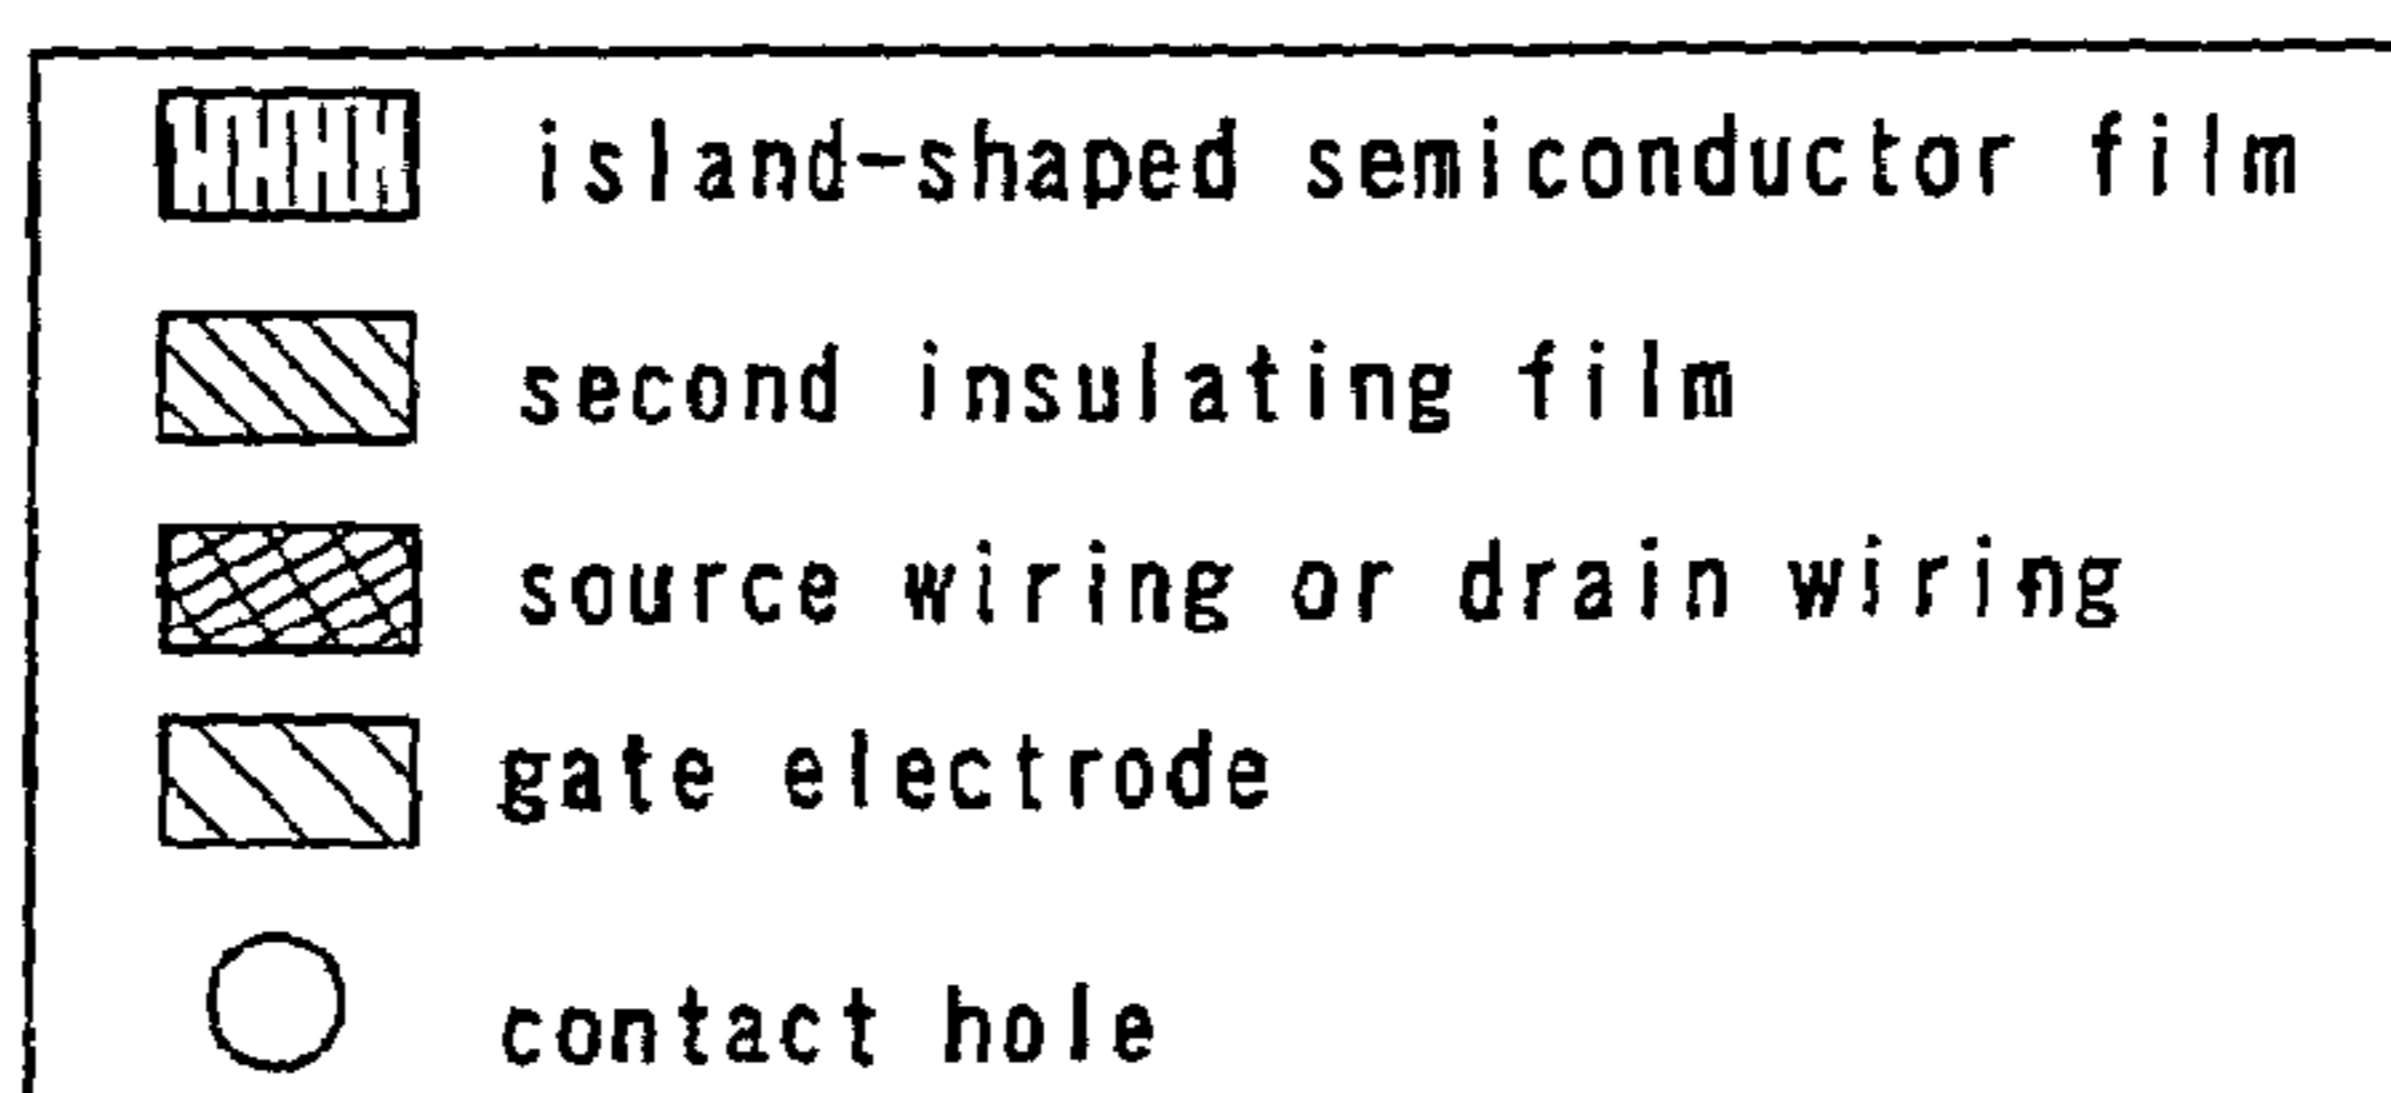 island-shaped semiconductor film
second insulating film
source wiring or drain wiring
gate electrode
contact hole